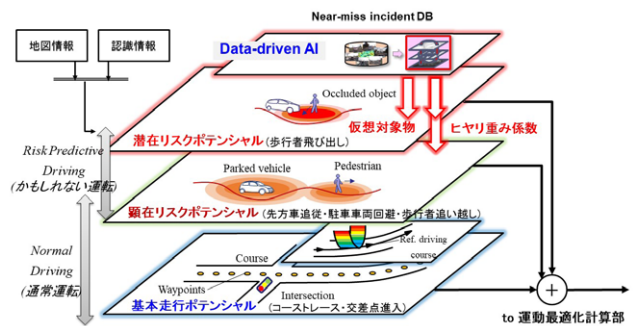 Near-miss incident DB
地図情報
認識情報
Data-driven AI
Occluded object
仮想対象物
ヒヤリ重み係数
潜在リスクポテンシャル(歩行者飛び出し)
Risk Predictive
Driving
(かもしれない運転)
Parked vehicle
Pedestrian
顕在リスクポテンシャル(先方車追従・駐車車両回避・歩行者追い越し)
Normal
Driving
(通常運転)
Course
Ref. driving
course
Waypoints
Intersection
基本走行ポテンシャル
(コーストレース・交差点進入)
+
to 運動最適化計算部